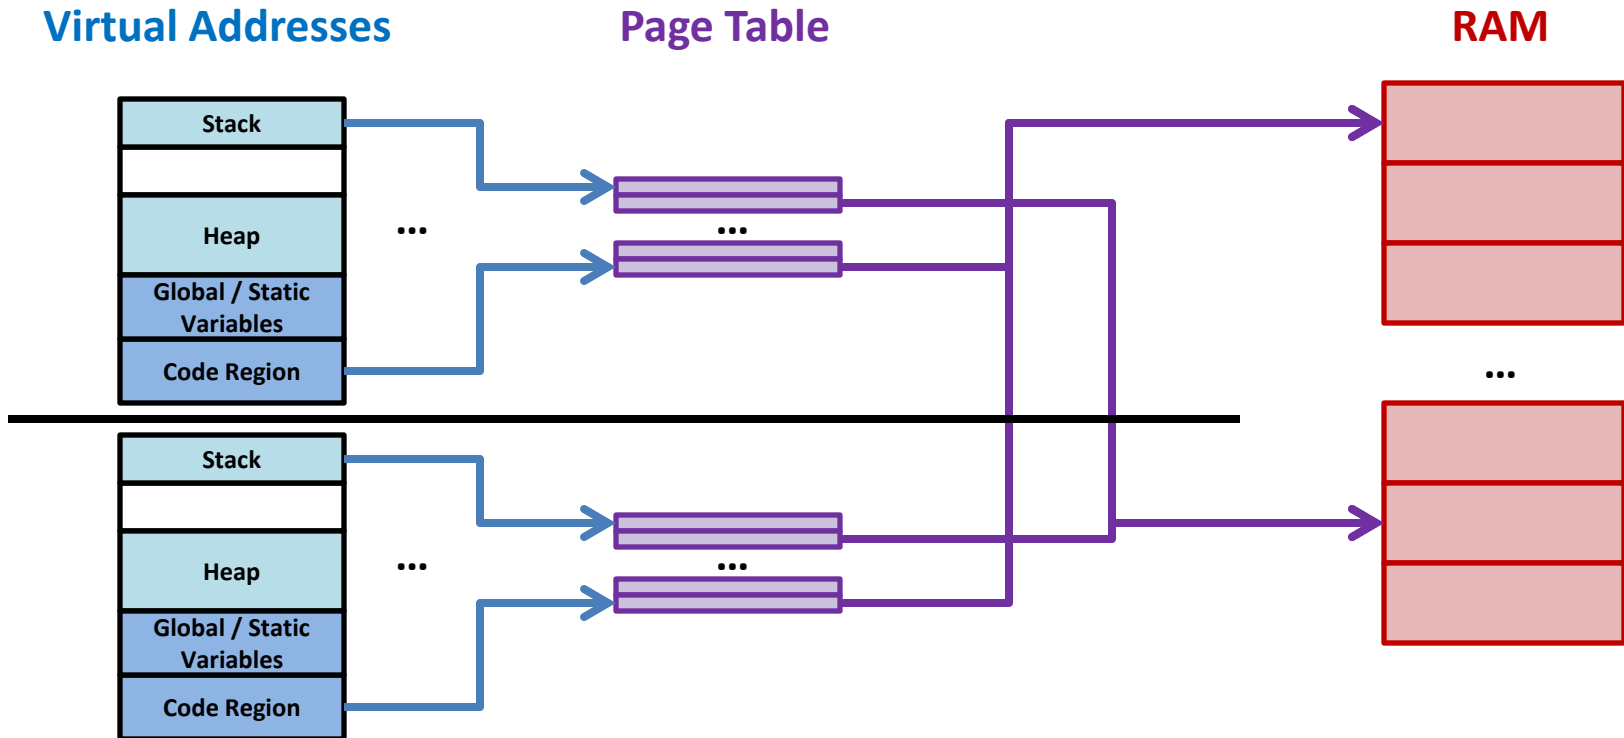 Virtual Addresses
Page Table
RAM
Stack
Heap
...
...
Global / Static
Variables
Code Region
...
Stack
Heap
...
...
Global / Static
Variables
Code Region